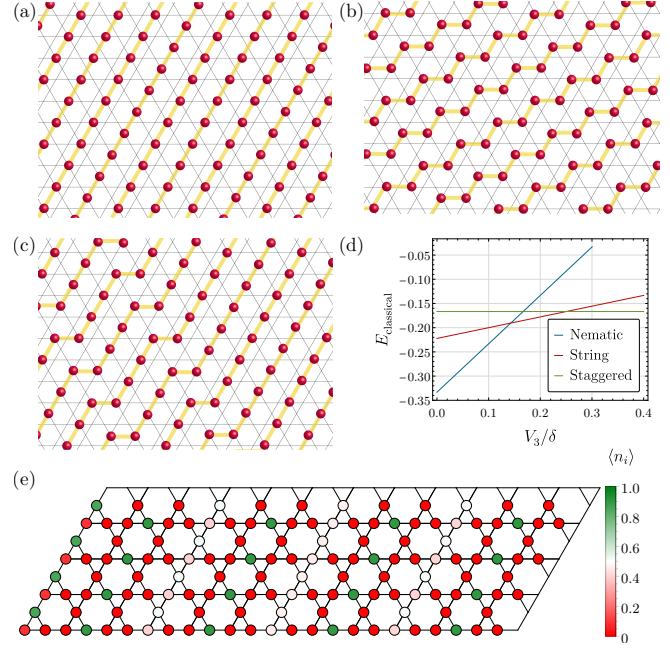 (a)
(b)
(c)
(d)
−0.05
−0.10
−0.15
−0.20
−0.25
−0.30
−0.35
E_classical
Nematic
String
Staggered
0.0
0.1
0.2
0.3
0.4
V_3/δ
(e)
⟨n_i⟩
1.0
0.8
0.6
0.4
0.2
0